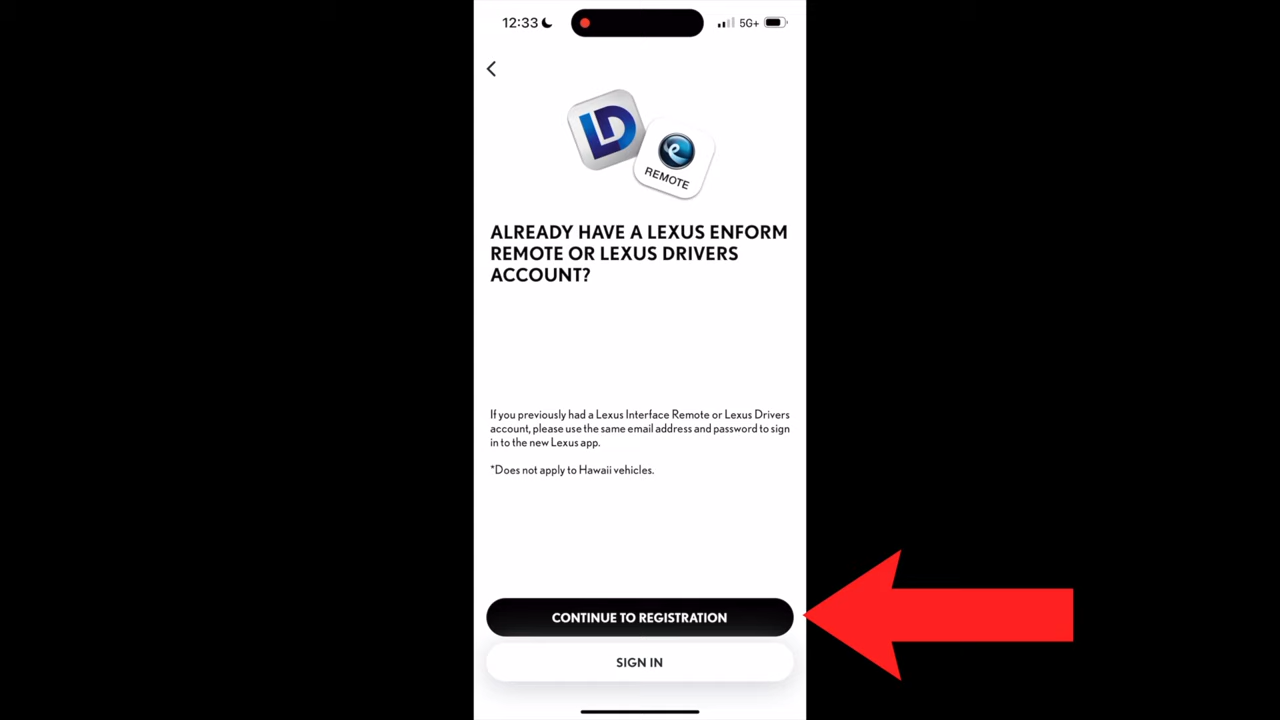 12:33
5G+
LD
e
REMOTE
ALREADY HAVE A LEXUS ENFORM
REMOTE OR LEXUS DRIVERS
ACCOUNT?
If you previously had a Lexus Interface Remote or Lexus Drivers
account, please use the same email address and password to sign
in to the new Lexus app.
*Does not apply to Hawaii vehicles.
CONTINUE TO REGISTRATION
SIGN IN